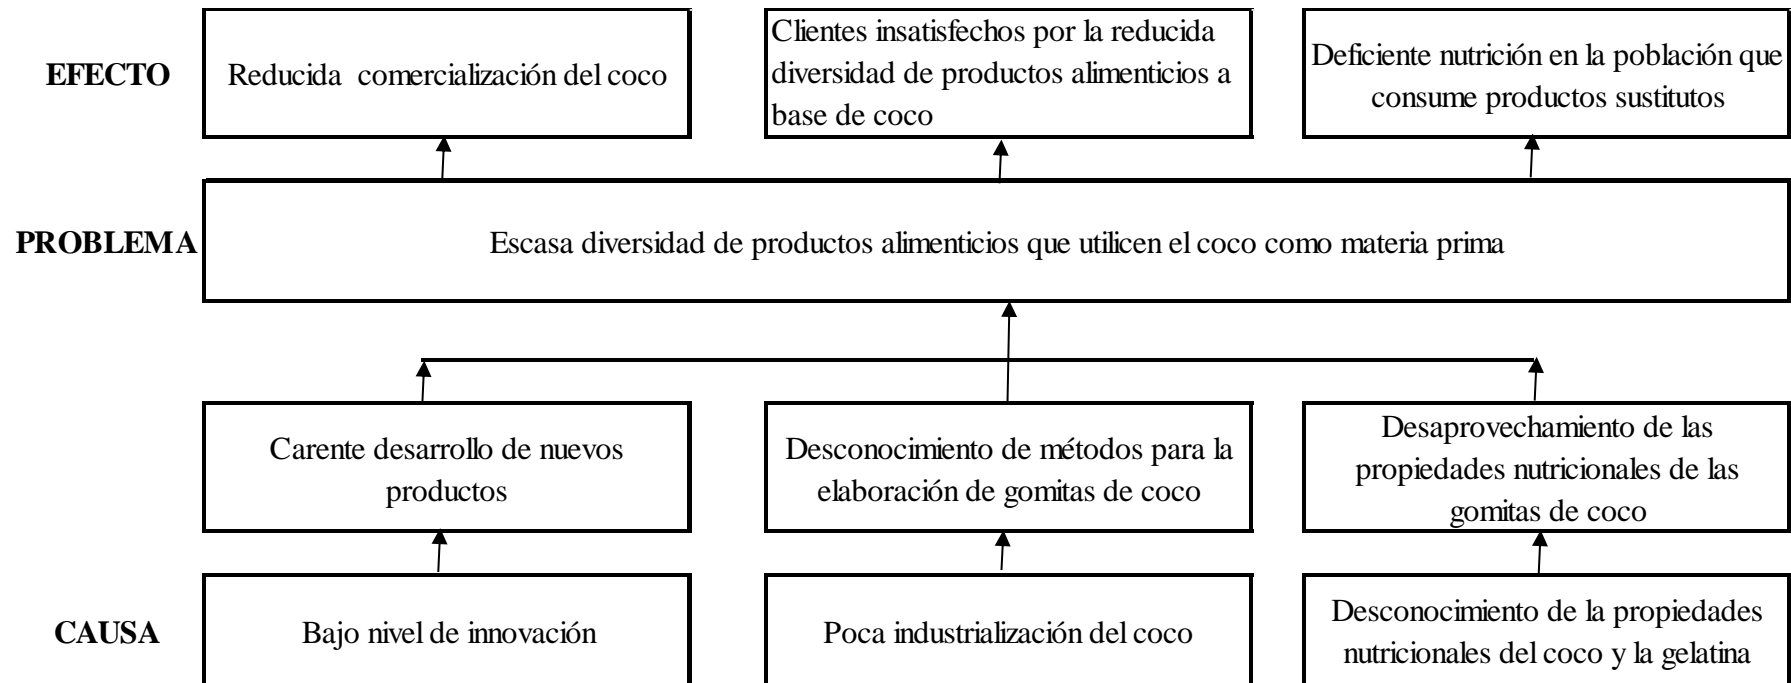 EFECTO
Reducida comercialización del coco
Clientes insatisfechos por la reducida
diversidad de productos alimenticios a
base de coco
Deficiente nutrición en la población que
consume productos sustitutos
PROBLEMA
Escasa diversidad de productos alimenticios que utilicen el coco como materia prima
Carente desarrollo de nuevos
productos
Desconocimiento de métodos para la
elaboración de gomitas de coco
Desaprovechamiento de las
propiedades nutricionales de las
gomitas de coco
CAUSA
Bajo nivel de innovación
Poca industrialización del coco
Desconocimiento de la propiedades
nutricionales del coco y la gelatina